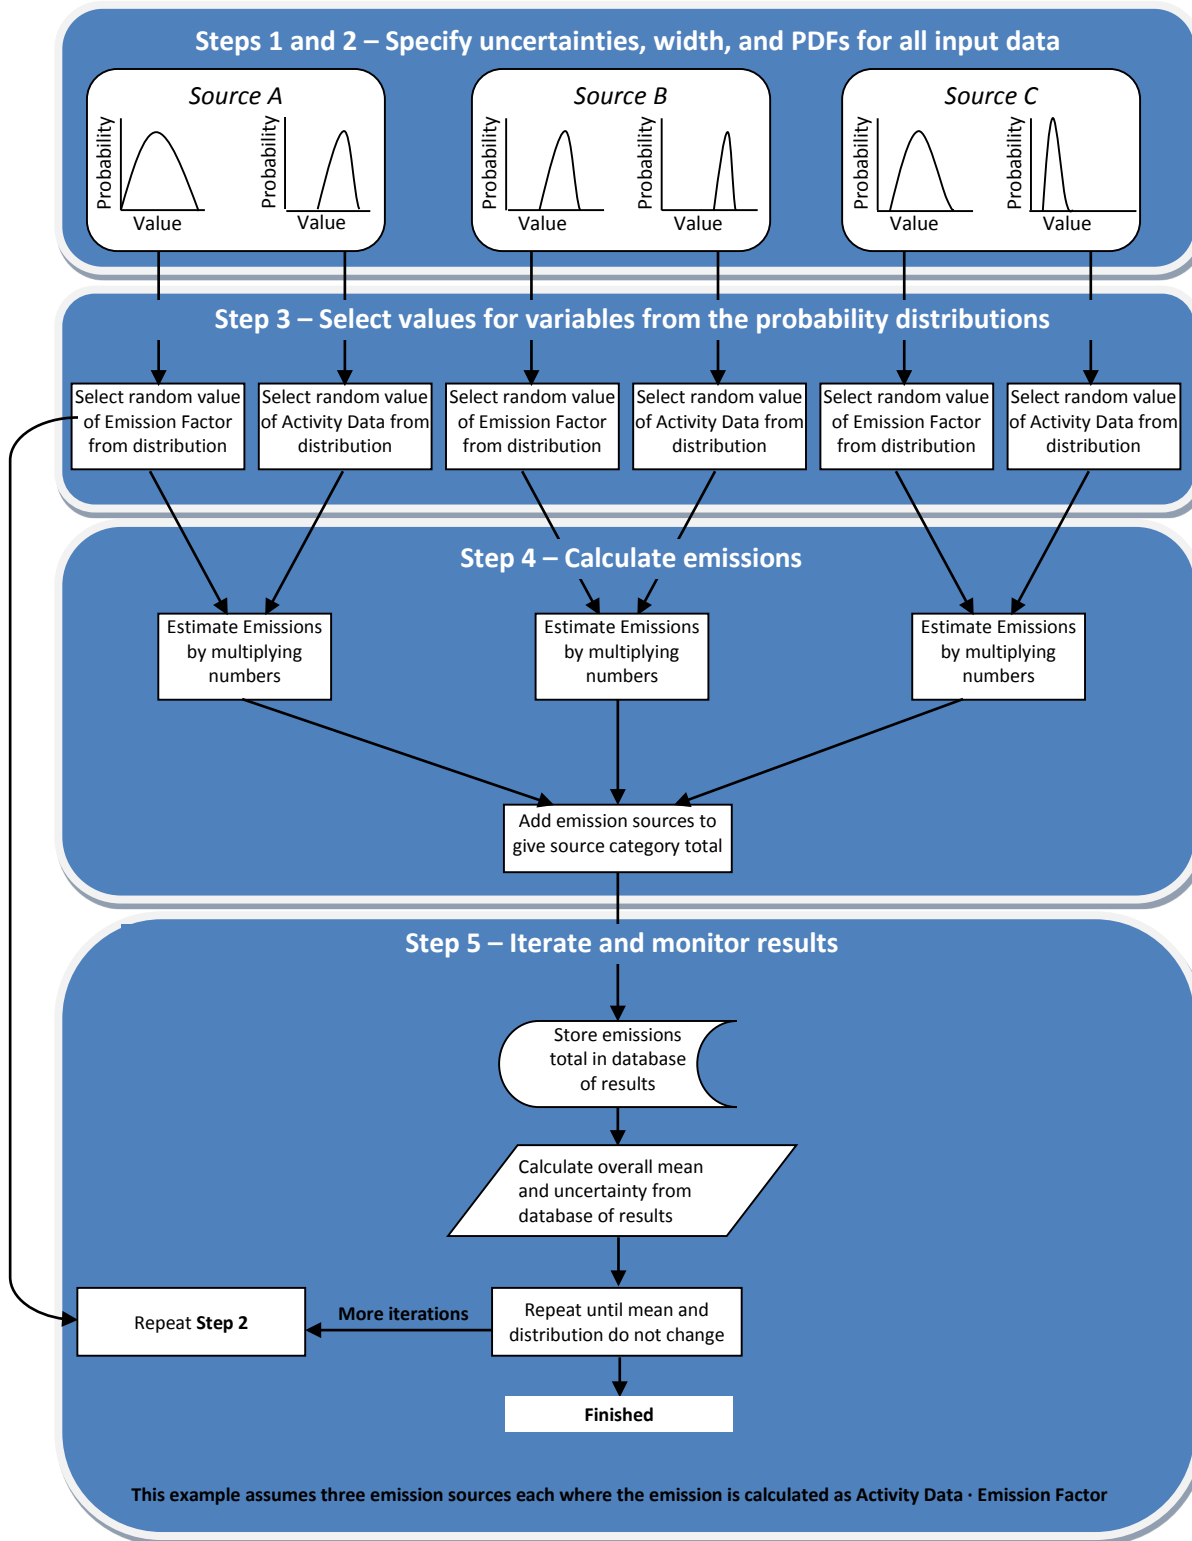 Steps 1 and 2 – Specify uncertainties, width, and PDFs for all input data
Source A
Probability
Value
Probability
Value
Source B
Probability
Value
Probability
Value
Source C
Probability
Value
Probability
Value
Step 3 – Select values for variables from the probability distributions
Select random value
of Emission Factor
from distribution
Select random value
of Activity Data from
distribution
Select random value
of Emission Factor
from distribution
Select random value
of Activity Data from
distribution
Select random value
of Emission Factor
from distribution
Select random value
of Activity Data from
distribution
Step 4 – Calculate emissions
Estimate Emissions
by multiplying
numbers
Estimate Emissions
by multiplying
numbers
Estimate Emissions
by multiplying
numbers
Add emission sources to
give source category total
Step 5 – Iterate and monitor results
Store emissions
total in database
of results
Calculate overall mean
and uncertainty from
database of results
Repeat until mean and
distribution do not change
More iterations
Repeat Step 2
Finished
This example assumes three emission sources each where the emission is calculated as Activity Data · Emission Factor